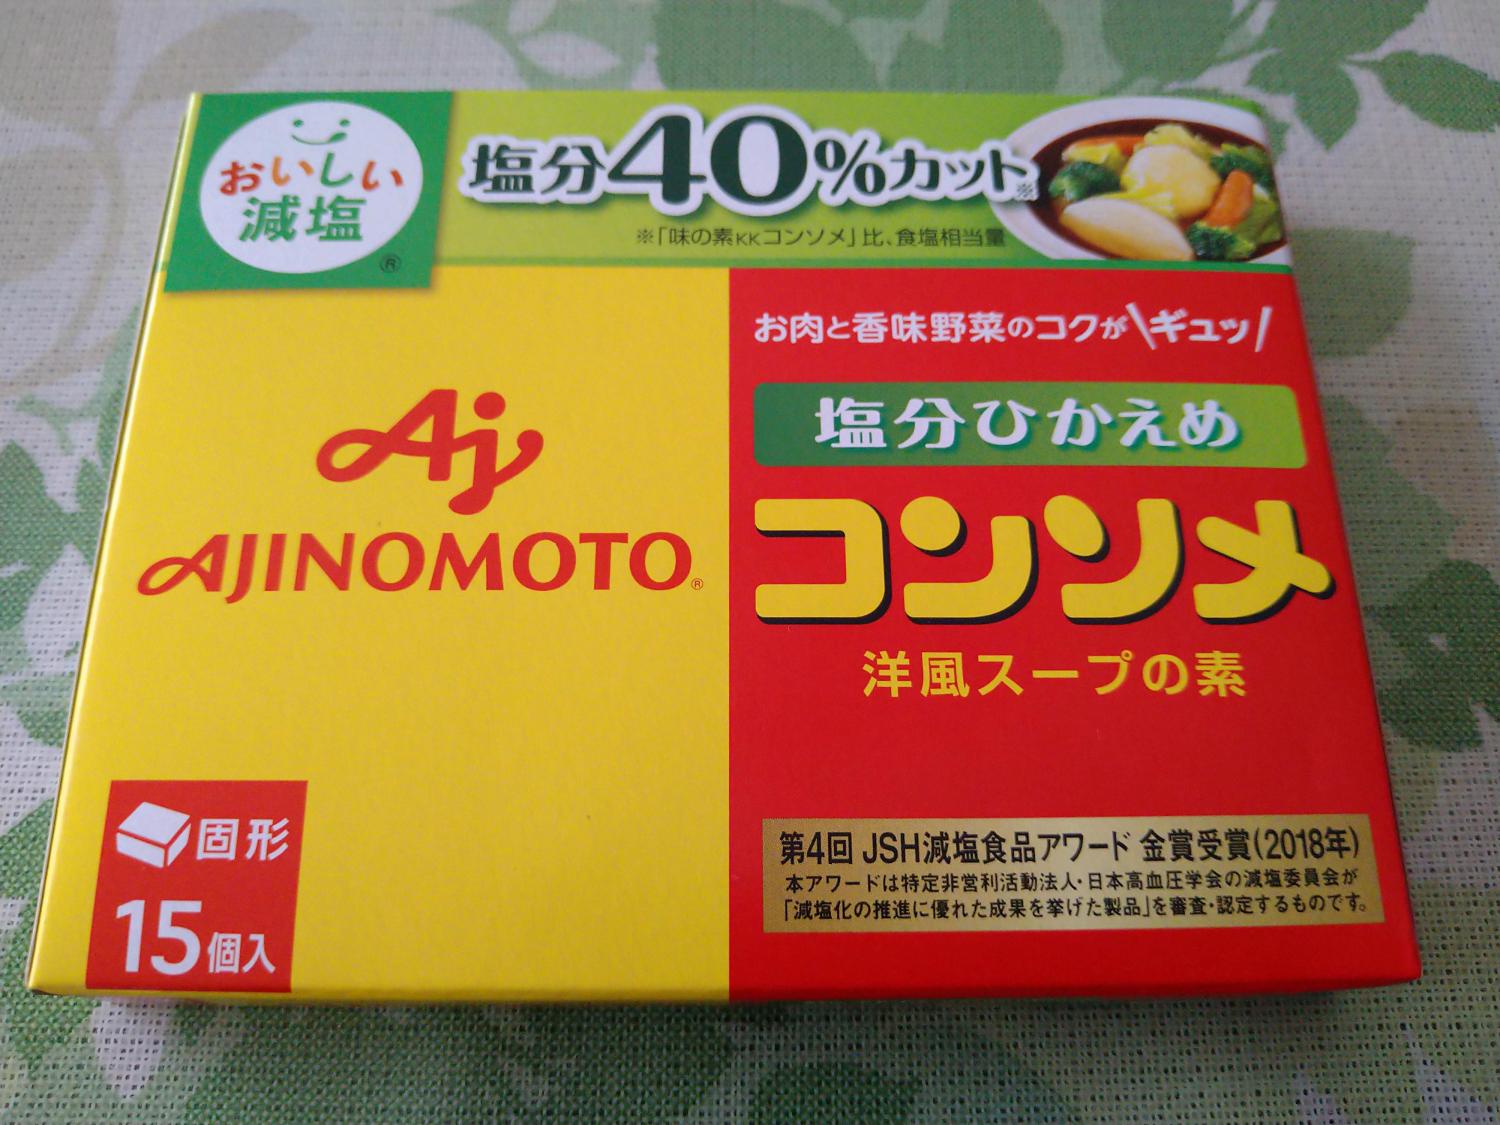 おいしい
減塩
®
塩分40%カット※
※「味の素KKコンソメ」比、食塩相当量
お肉と香味野菜のコクが\ギュッ/
塩分ひかえめ
コンソメ
洋風スープの素
Aj
AJINOMOTO®
固形
15個入
第4回 JSH減塩食品アワード 金賞受賞(2018年)
本アワードは特定非営利活動法人・日本高血圧学会の減塩委員会が
「減塩化の推進に優れた成果を挙げた製品」を審査・認定するものです。